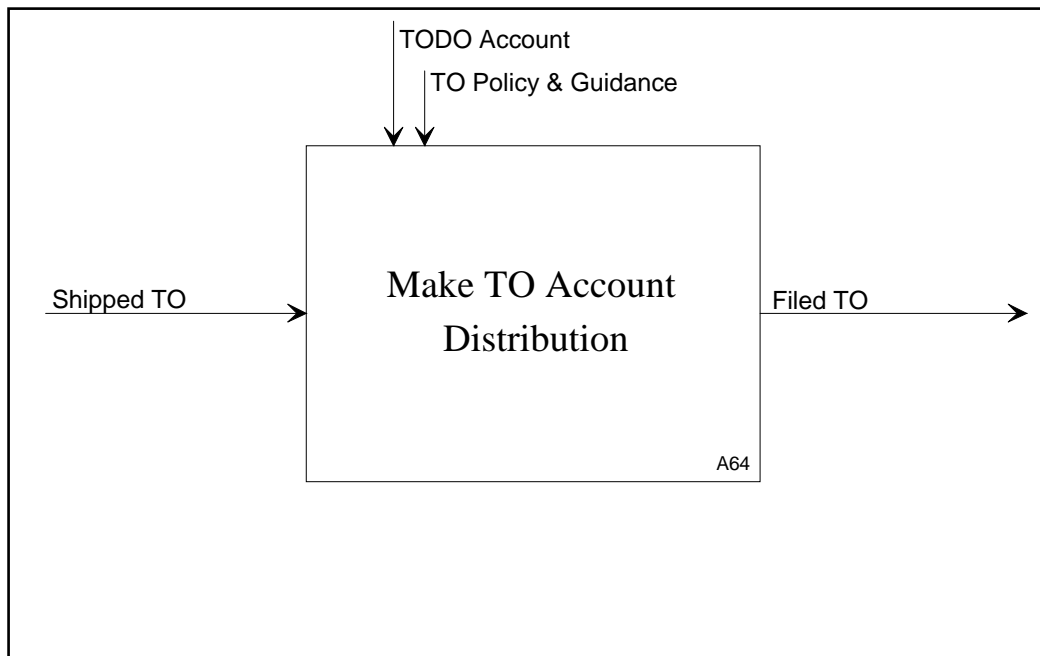 TODO Account
TO Policy & Guidance
Shipped TO
Make TO Account
Distribution
Filed TO
A64